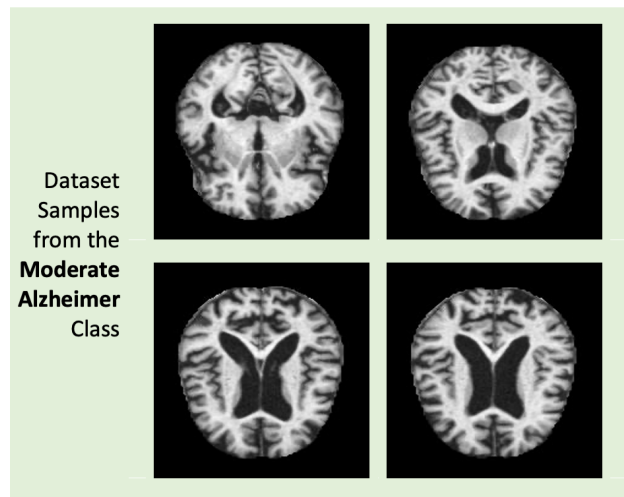 Dataset
Samples
from the
Moderate
Alzheimer
Class